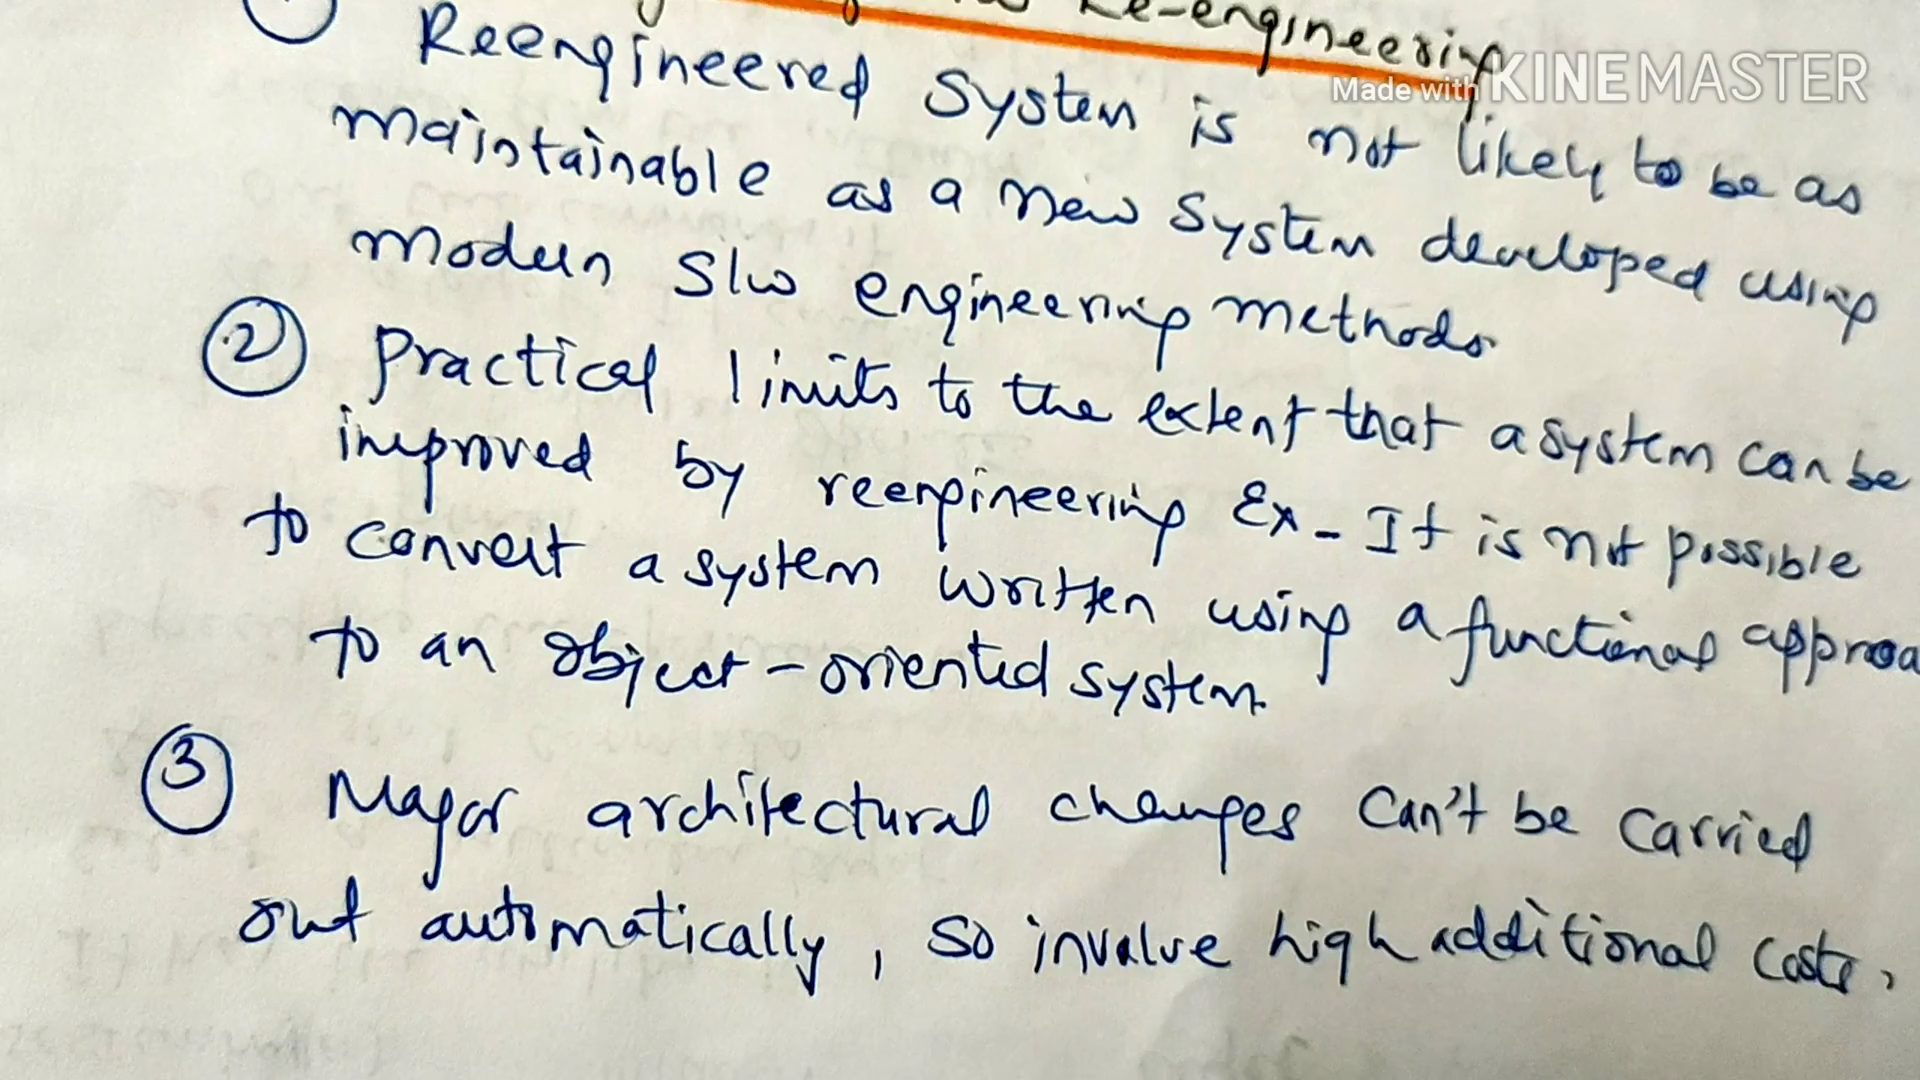 Re-engineering
Made with KINEMASTER
Reengineered System is not likely to be as
maintainable as a new system developed using
modern S/w engineering methods.
② Practical limits to the extent that a system can be
improved by reengineering Ex - It is not possible
to convert a system written using a functional approa
to an object-oriented system.
③ Major architectural changes can't be carried
out automatically, so involve high additional costs.